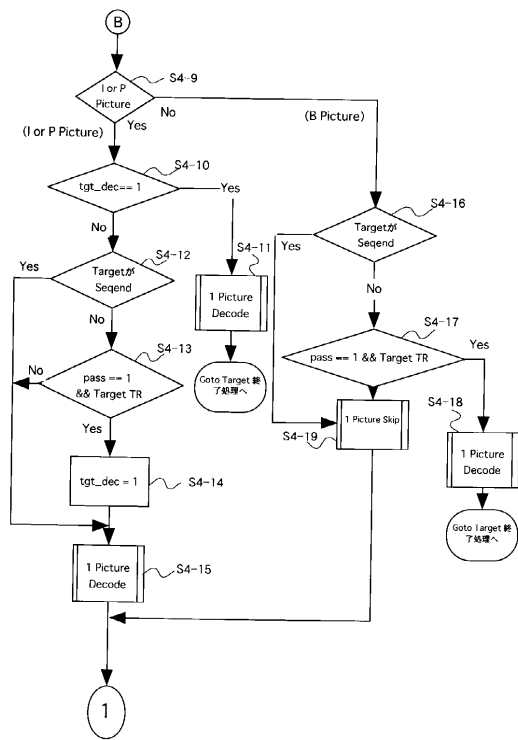 B
S4-9
I or P
Picture
No
(I or P Picture)
Yes
(B Picture)
S4-10
tgt_dec== 1
Yes
No
S4-11
1 Picture
Decode
Goto Target 終
了処理へ
S4-12
Yes
Targetが
Seqend
No
S4-13
No
pass == 1
&& Target TR
Yes
tgt_dec = 1
S4-14
1 Picture
Decode
S4-15
S4-16
Yes
Targetが
Seqend
No
S4-17
Yes
pass == 1 && Target TR
S4-18
1 Picture Skip
S4-19
1 Picture
Decode
Goto Target 終
了処理へ
1